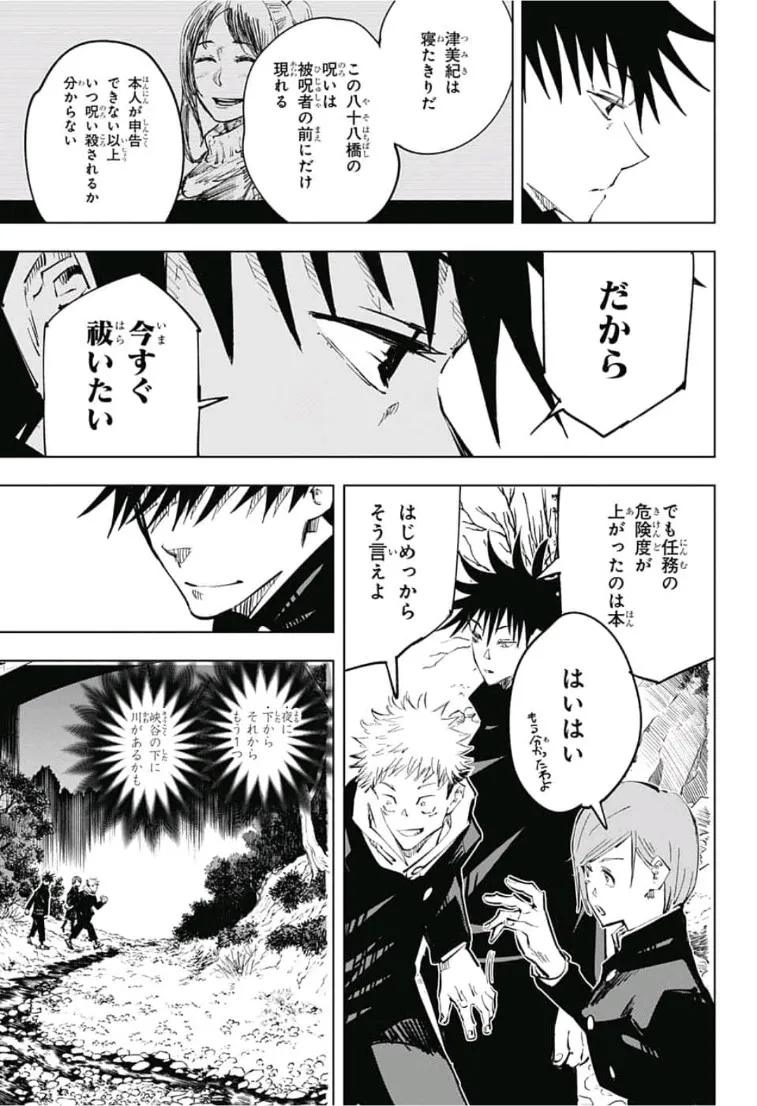 津美紀は
寝たきりだ
この八十八橋の
呪いは
被呪者の前にだけ
現れる
本人が申告
できない以上
いつ呪い殺されるか
分からない
だから
今すぐ
祓いたい
でも任務の
危険度が
上がったのは本
はいはい
もう分かったわよ
はじめっから
そう言えよ
夜に
下から
それから
もう1つ
峡谷の下に
川があるかも